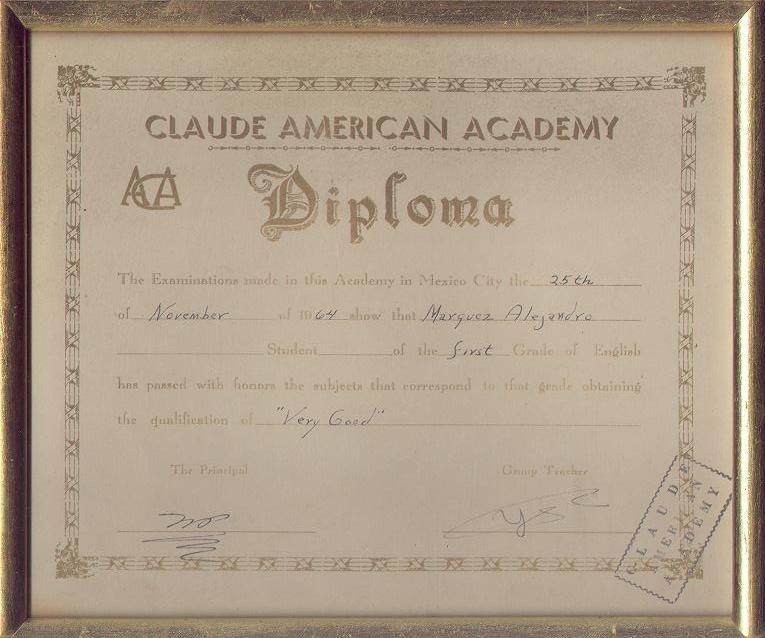 CLAUDE AMERICAN ACADEMY
ACA
Diploma
The Examinations made in this Academy in Mexico City the 25th
of November of 1964 show that Marquez Alejandro
Student of the first Grade of English
has passed with honors the subjects that correspond to that grade obtaining
the qualification of "Very Good"
The Principal Group Teacher
CLAUDE
AMERICAN
ACADEMY